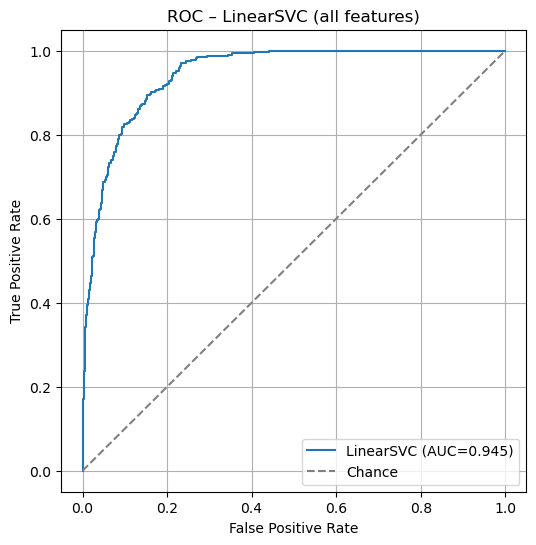 ROC – LinearSVC (all features)
True Positive Rate
1.0
0.8
0.6
0.4
0.2
0.0
0.0 0.2 0.4 0.6 0.8 1.0
False Positive Rate
LinearSVC (AUC=0.945)
Chance